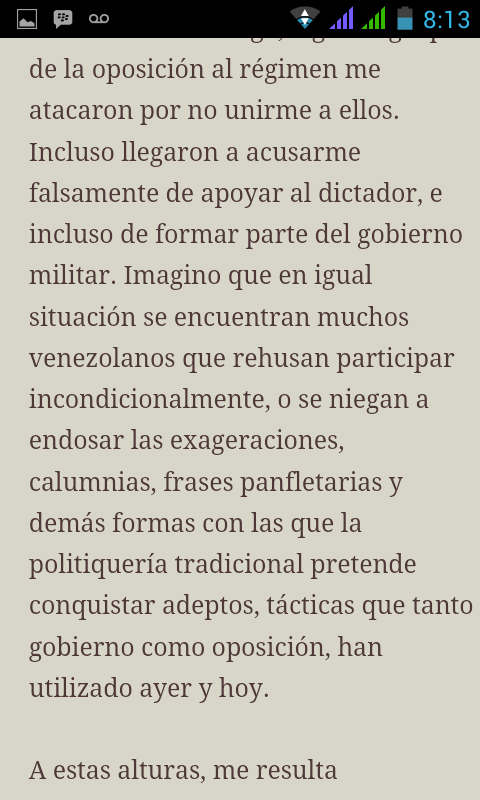 8:13
de la oposición al régimen me
atacaron por no unirme a ellos.
Incluso llegaron a acusarme
falsamente de apoyar al dictador, e
incluso de formar parte del gobierno
militar. Imagino que en igual
situación se encuentran muchos
venezolanos que rehusan participar
incondicionalmente, o se niegan a
endosar las exageraciones,
calumnias, frases panfletarias y
demás formas con las que la
politiquería tradicional pretende
conquistar adeptos, tácticas que tanto
gobierno como oposición, han
utilizado ayer y hoy.
A estas alturas, me resulta